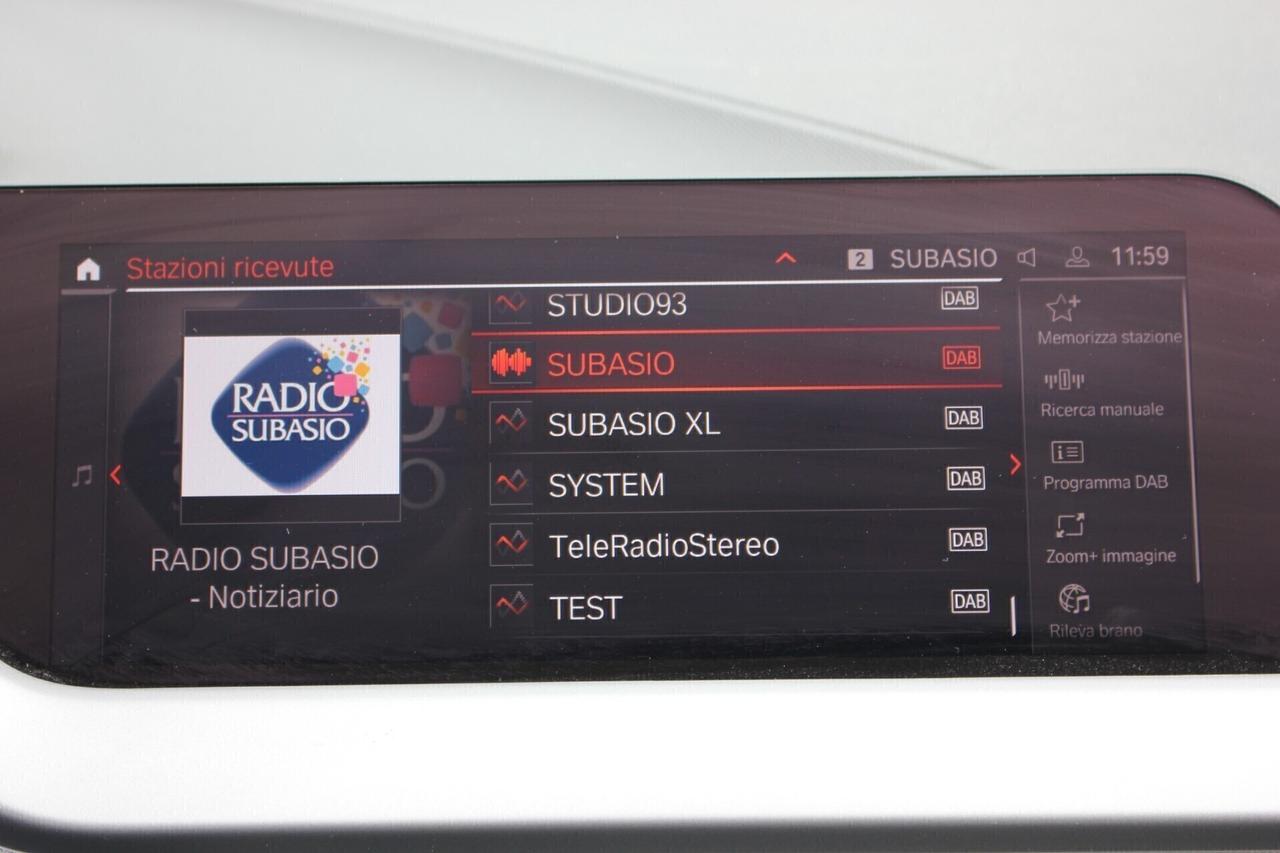 Stazioni ricevute
2 SUBASIO 11:59
RADIO
SUBASIO
RADIO SUBASIO
- Notiziario
STUDIO93 DAB
SUBASIO DAB
SUBASIO XL DAB
SYSTEM DAB
TeleRadioStereo DAB
TEST DAB
Memorizza stazione
Ricerca manuale
Programma DAB
Zoom+ immagine
Rileva brano